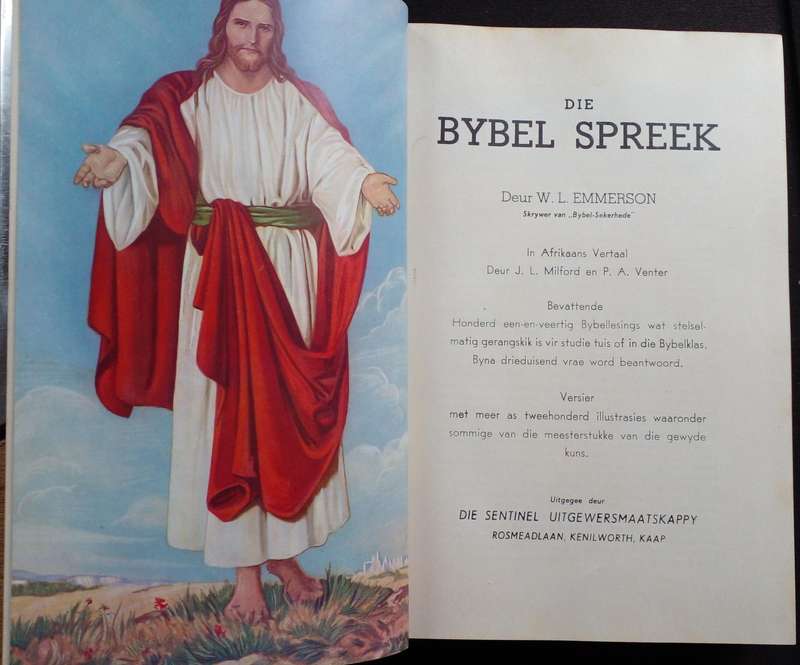 DIE
BYBEL SPREEK
Deur W. L. EMMERSON
Skrywer van „Bybel-Sekerhede"
In Afrikaans Vertaal
Deur J. L. Milford en P. A. Venter
Bevattende
Honderd een-en-veertig Bybellesings wat stelsel-
matig gerangskik is vir studie tuis of in die Bybelklas.
Byna drieduisend vrae word beantwoord.
Versier
met meer as tweehonderd illustrasies waaronder
sommige van die meesterstukke van die gewyde
kuns.
Uitgegee deur
DIE SENTINEL UITGEWERSMAATSKAPPY
ROSMEADLAAN, KENILWORTH, KAAP